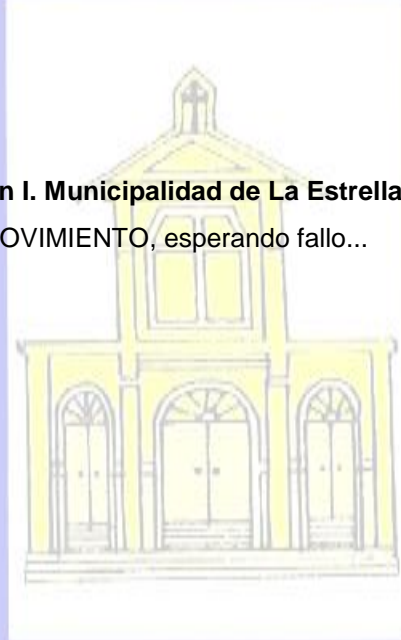 n I. Municipalidad de La Estrella
OVIMIENTO, esperando fallo...